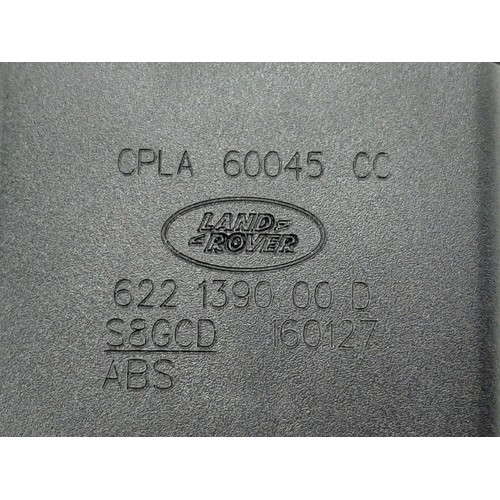 CPLA 60045 CC
LAND
ROVER
622 1390 00 D
S8GCD 160127
ABS